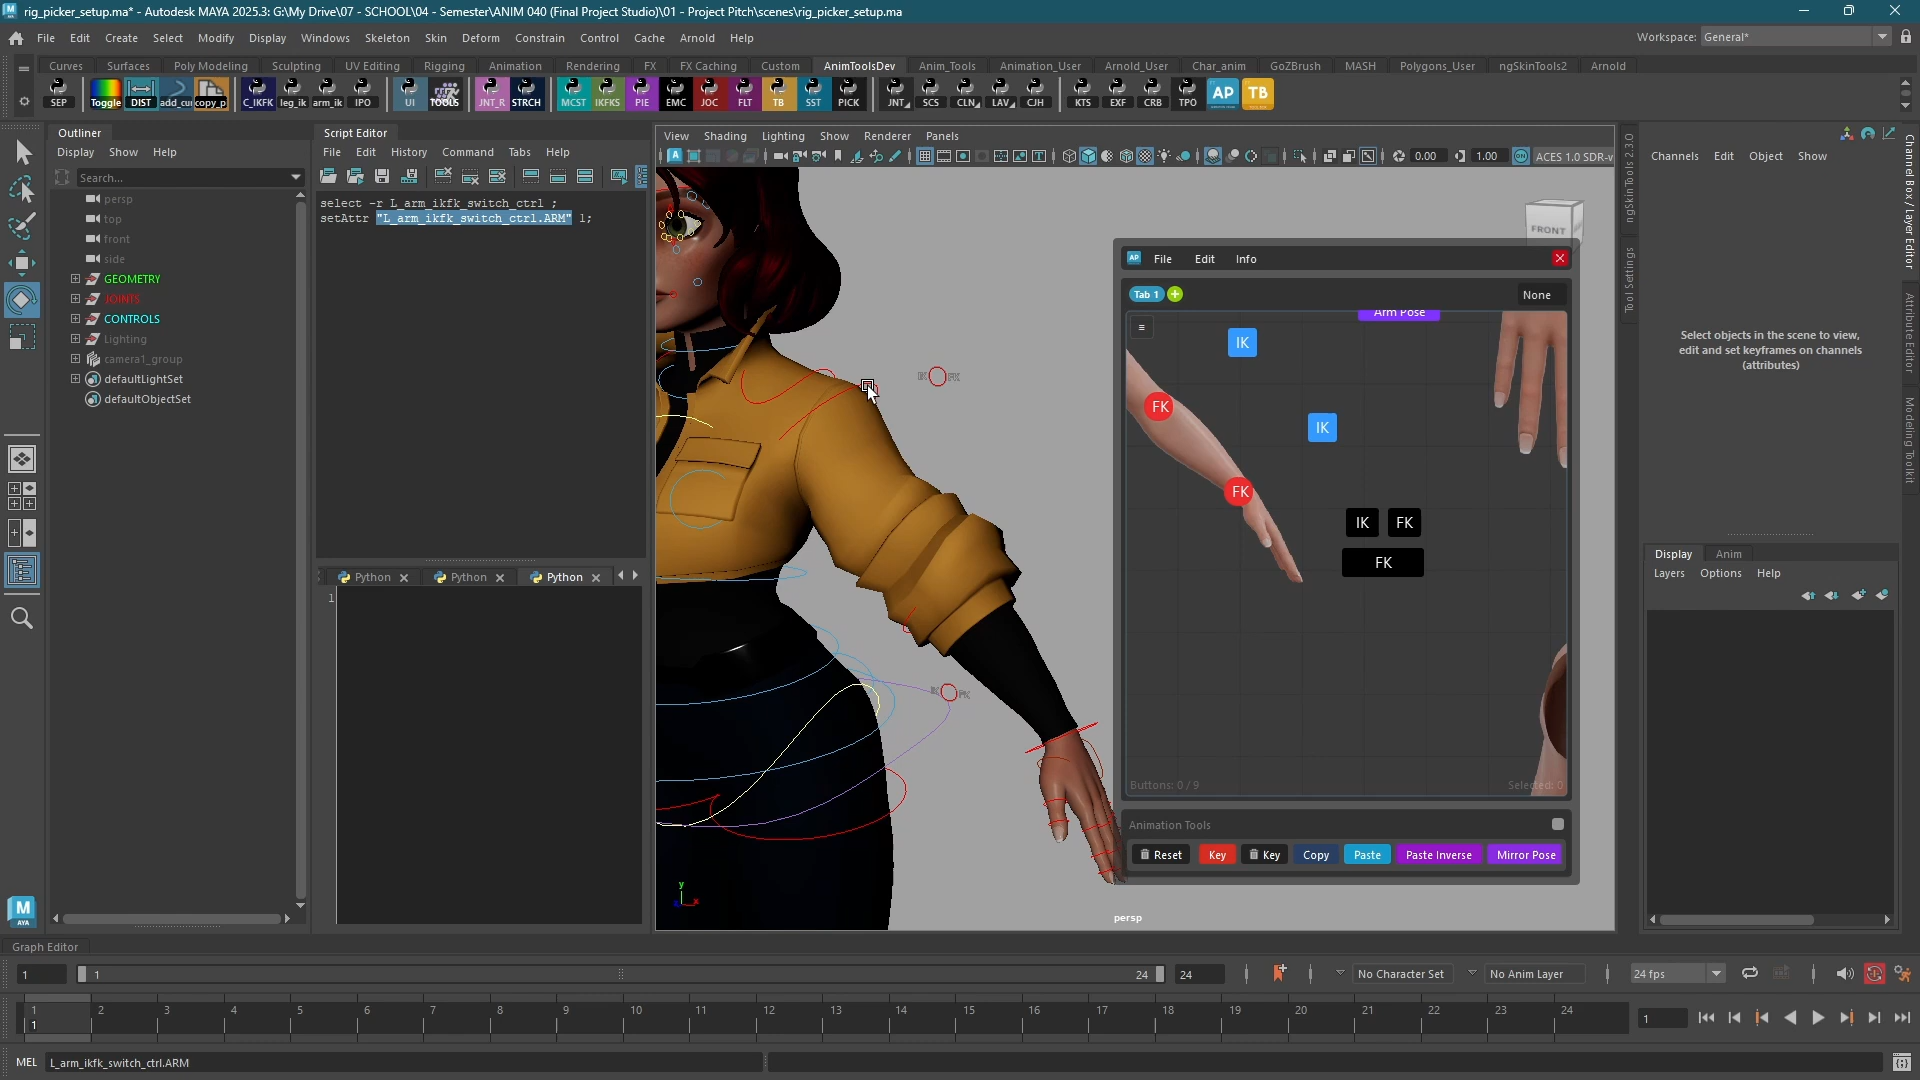 rig_picker_setup.ma* - Autodesk MAYA 2025.3: G:\My Drive\07 - SCHOOL\04 - Semester\ANIM 040 (Final Project Studio)\01 - Project Pitch\scenes\rig_picker_setup.ma
File Edit Create Select Modify Display Windows Skeleton Skin Deform Constrain Control Cache Arnold Help
Workspace: General*
Curves Surfaces Poly Modeling Sculpting UV Editing Rigging Animation Rendering FX FX Caching Custom AnimToolsDev Anim_Tools Animation_User Arnold_User Char_anim GoZBrush MASH Polygons_User ngSkinTools2 Arnold
SEP Toggle DIST add_cu copy_p C_IKFK leg_ik arm_ik IPO UI TOOLS JNT_R STRCH MCST IKFKS PIE EMC JOC FLT TB SST PICK JNT SCS CLN LAV CJH KTS EXF CRB TPO AP TB
Outliner
Display Show Help
Search...
persp
top
front
side
GEOMETRY
JOINTS
CONTROLS
Lighting
camera1_group
defaultLightSet
defaultObjectSet
Script Editor
File Edit History Command Tabs Help
select -r L_arm_ikfk_switch_ctrl ;
setAttr "L_arm_ikfk_switch_ctrl.ARM" 1;
Python Python Python
1
View Shading Lighting Show Renderer Panels
0.00 1.00 ACES 1.0 SDR-v
FRONT
IK FK
IK FK
y
x
persp
AP File Edit Info
Tab 1
None
Arm Pose
IK
FK
IK
FK
IK FK
FK
Buttons: 0 / 9
Selected: 0
Animation Tools
Reset Key Key Copy Paste Paste Inverse Mirror Pose
ngSkinTools 2.3.0
Tool Settings
Channels Edit Object Show
Select objects in the scene to view,
edit and set keyframes on channels
(attributes)
Display Anim
Layers Options Help
Channel Box / Layer Editor
Attribute Editor
Modeling Toolkit
M
AYA
Graph Editor
1 1 24 24 No Character Set No Anim Layer 24 fps
1 2 3 4 5 6 7 8 9 10 11 12 13 14 15 16 17 18 19 20 21 22 23 24
1
1
MEL L_arm_ikfk_switch_ctrl.ARM